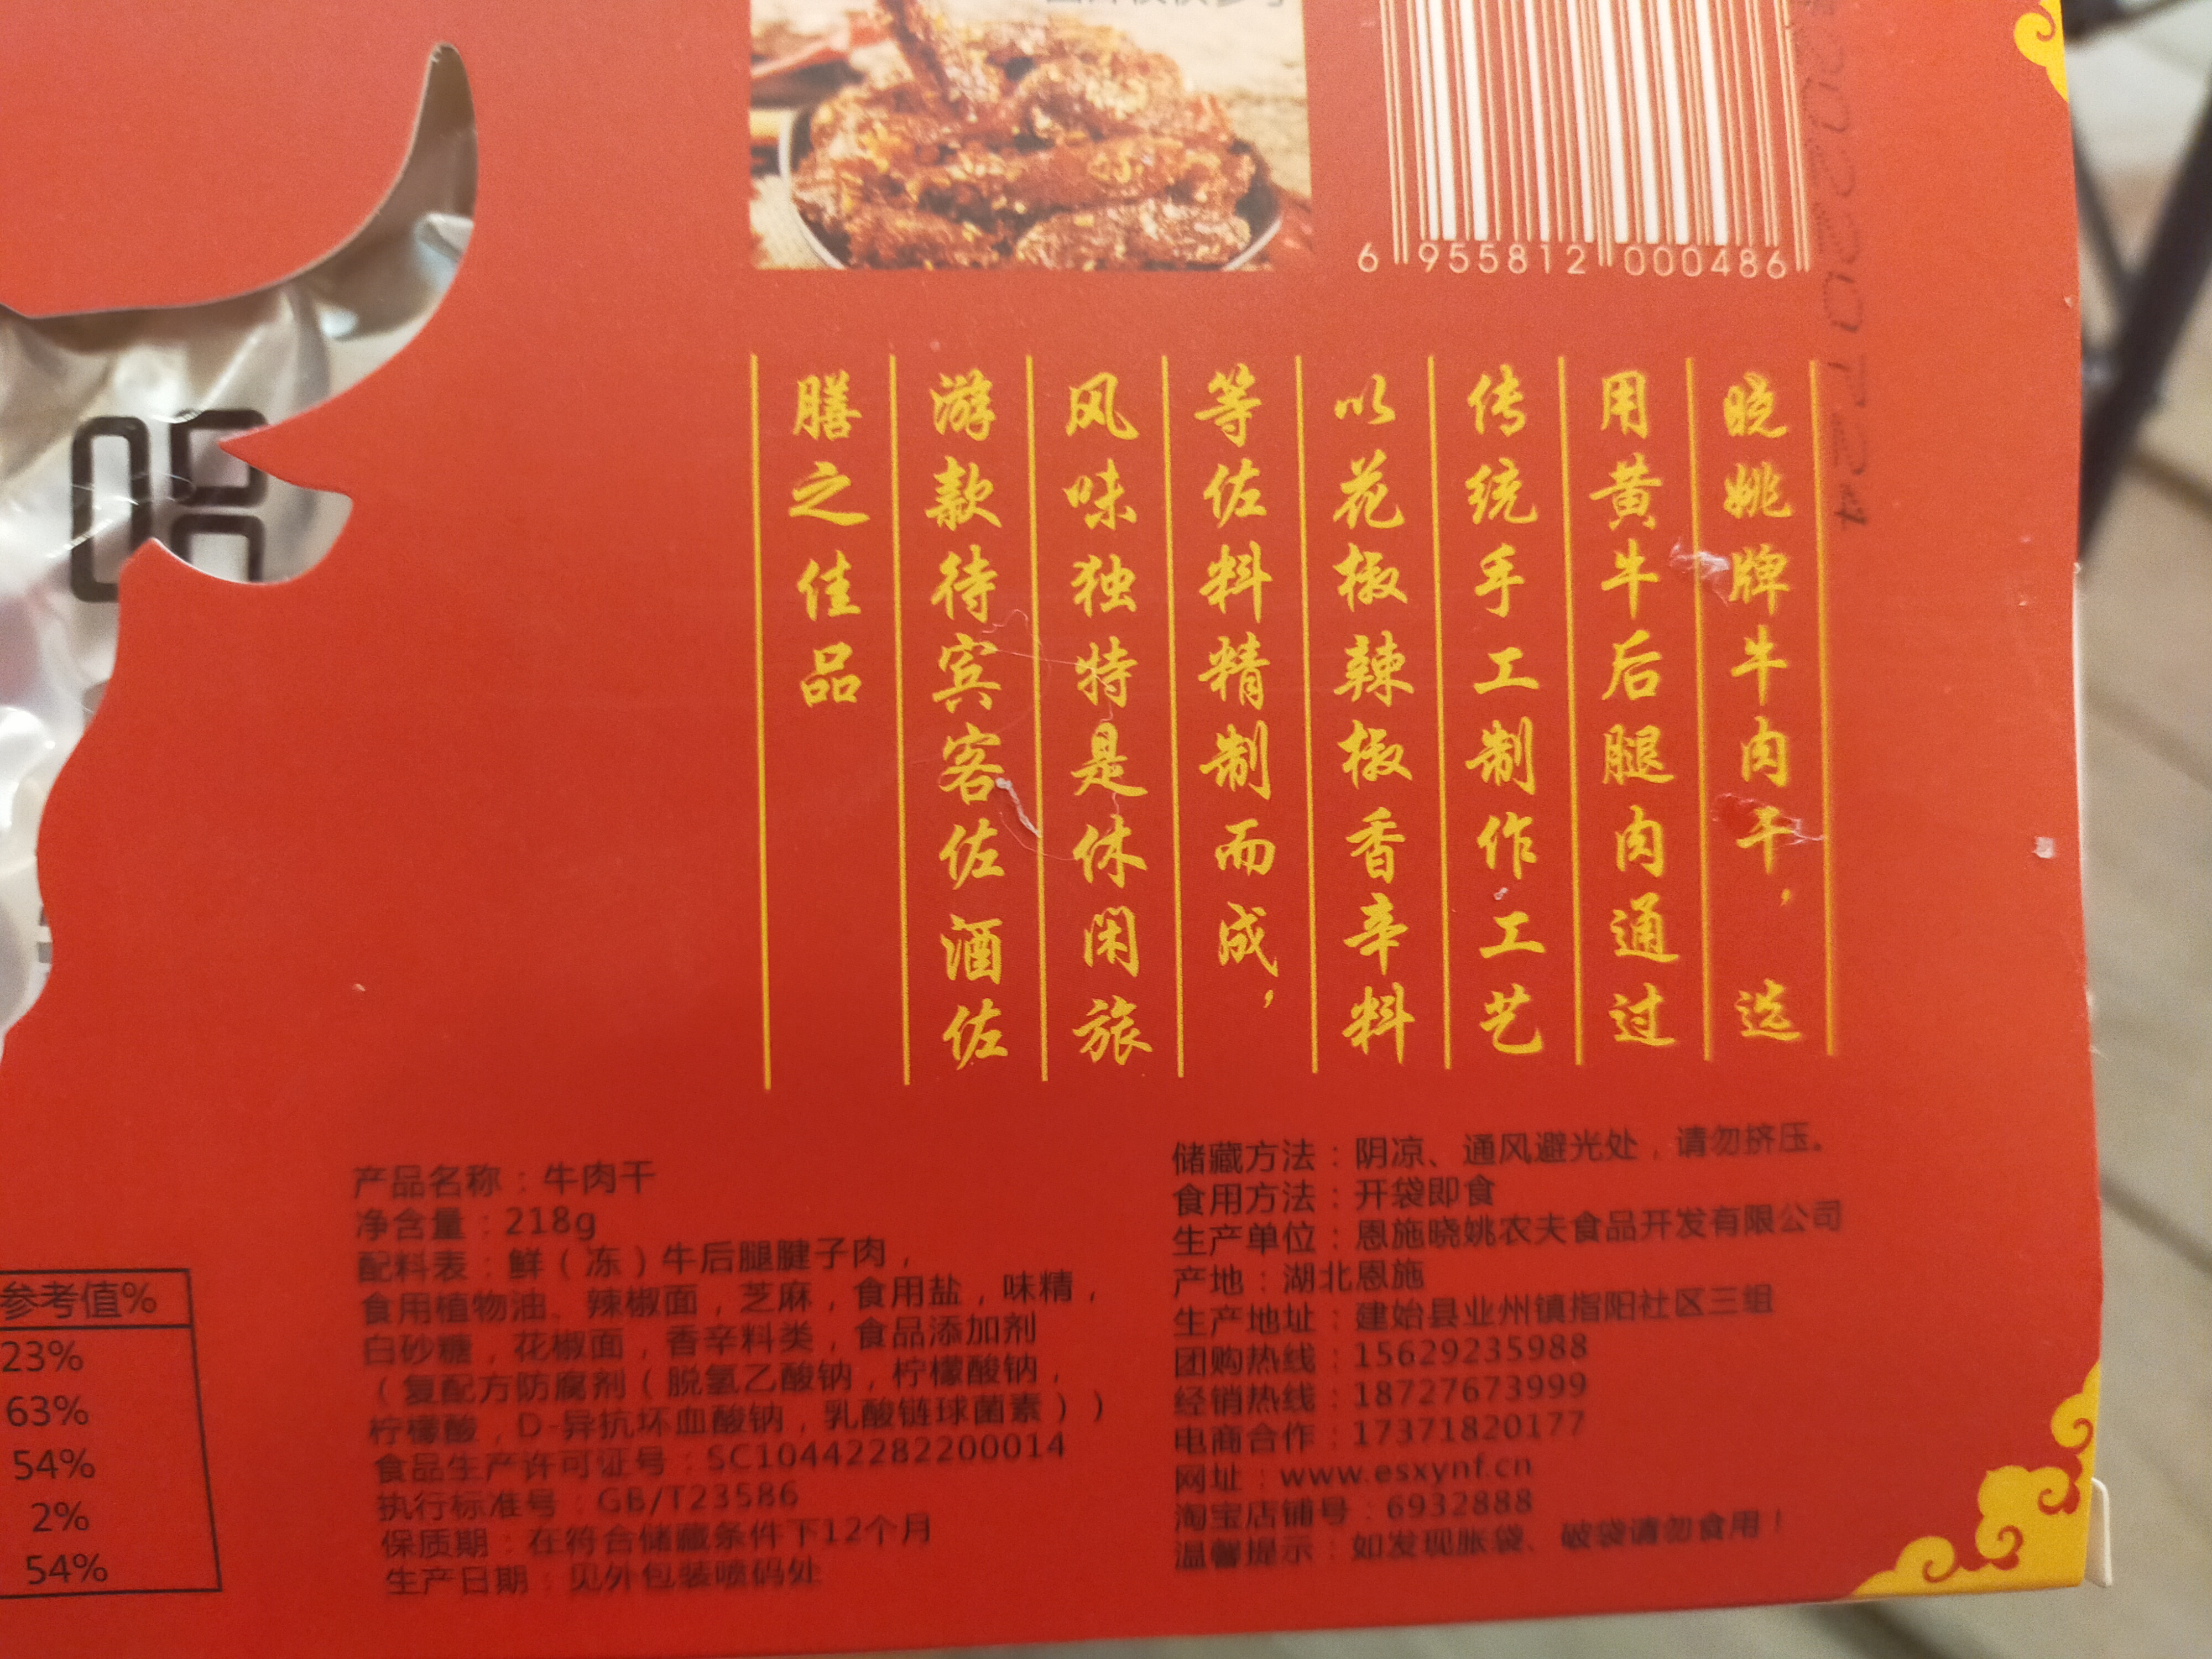 6 955812 000486
晓姚牌牛肉干，选
用黄牛后腿肉通过
传统手工制作工艺
以花椒辣椒香辛料
等佐料精制而成，
风味独特是休闲旅
游款待宾客佐酒佐
膳之佳品
参考值%
23%
63%
54%
2%
54%
产品名称：牛肉干
净含量：218g
配料表：鲜（冻）牛后腿腱子肉，
食用植物油、辣椒面，芝麻，食用盐，味精，
白砂糖，花椒面，香辛料类，食品添加剂
（复配方防腐剂（脱氢乙酸钠，柠檬酸钠，
柠檬酸，D-异抗坏血酸钠，乳酸链球菌素））
食品生产许可证号：SC10442282200014
执行标准号：GB/T23586
保质期：在符合储藏条件下12个月
生产日期：见外包装喷码处
储藏方法：阴凉、通风避光处，请勿挤压。
食用方法：开袋即食
生产单位：恩施晓姚农夫食品开发有限公司
产地：湖北恩施
生产地址：建始县业州镇指阳社区三组
团购热线：15629235988
经销热线：18727673999
电商合作：17371820177
网址：www.esxynf.cn
淘宝店铺号：6932888
温馨提示：如发现胀袋、破袋请勿食用！